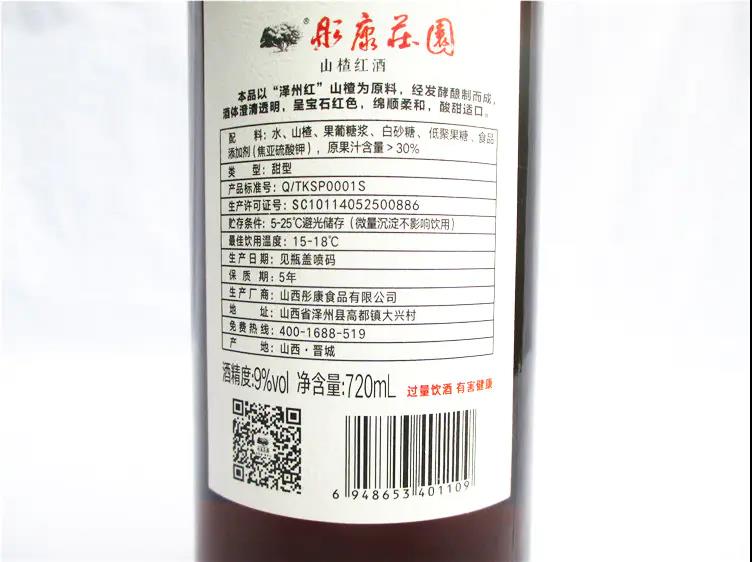 彤康莊園
山楂红酒
本品以“泽州红”山楂为原料，经发酵酿制而成，
酒体澄清透明，呈宝石红色，绵顺柔和，酸甜适口。
配 料：水、山楂、果葡糖浆、白砂糖、低聚果糖、食品
添加剂（焦亚硫酸钾），原果汁含量>30%
类 型：甜型
产品标准号：Q/TKSP0001S
生产许可证号：SC10114052500886
贮存条件：5-25℃避光储存（微量沉淀不影响饮用）
最佳饮用温度：15-18℃
生产日期：见瓶盖喷码
保 质 期：5年
生产厂商：山西彤康食品有限公司
地 址：山西省泽州县高都镇大兴村
免费热线：400-1688-519
产 地：山西·晋城
酒精度:9%vol 净含量:720mL 过量饮酒 有害健康
6 948653 401109